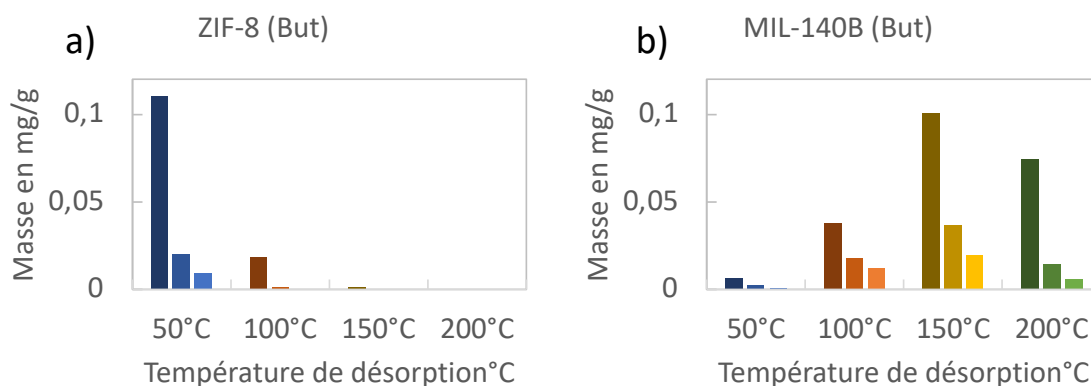 a)
ZIF-8 (But)
Masse en mg/g
0,1
0,05
0
50°C 100°C 150°C 200°C
Température de désorption°C
b)
MIL-140B (But)
Masse en mg/g
0,1
0,05
0
50°C 100°C 150°C 200°C
Température de désorption°C